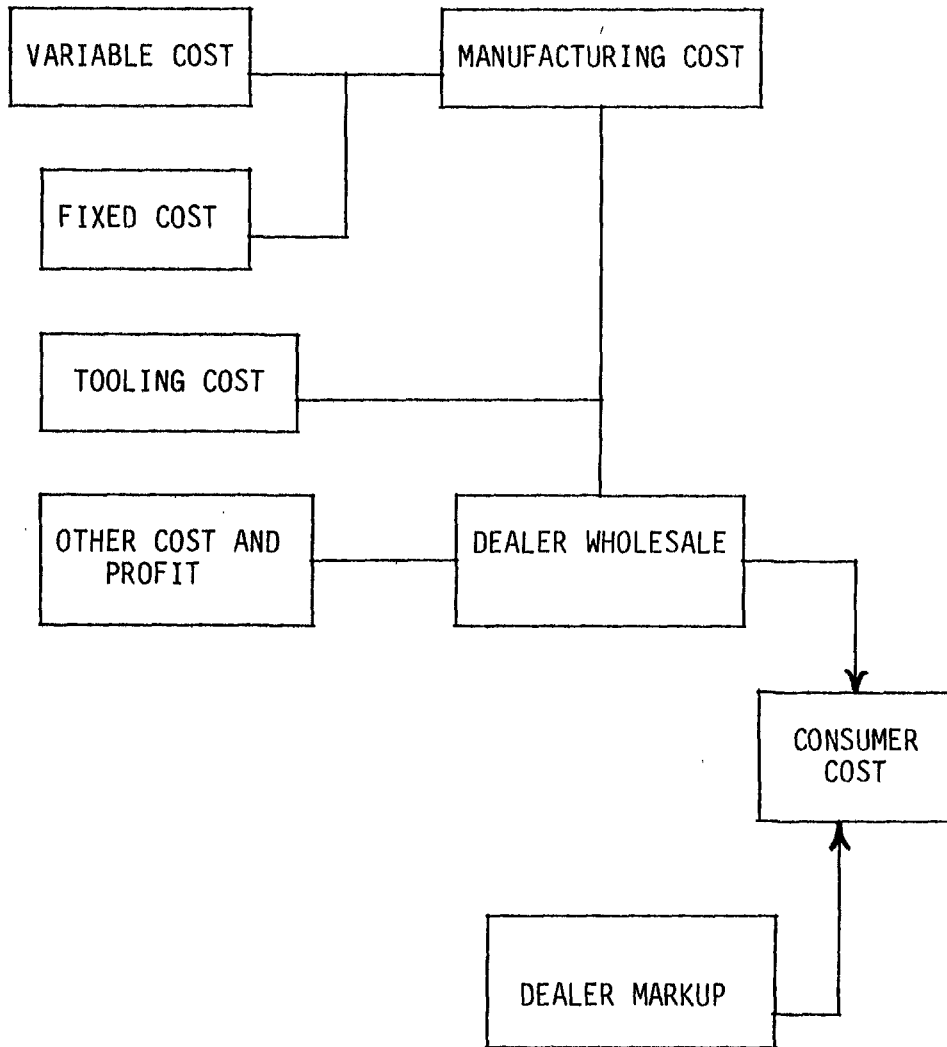 VARIABLE COST
MANUFACTURING COST
FIXED COST
TOOLING COST
OTHER COST AND
PROFIT
DEALER WHOLESALE
CONSUMER
COST
DEALER MARKUP